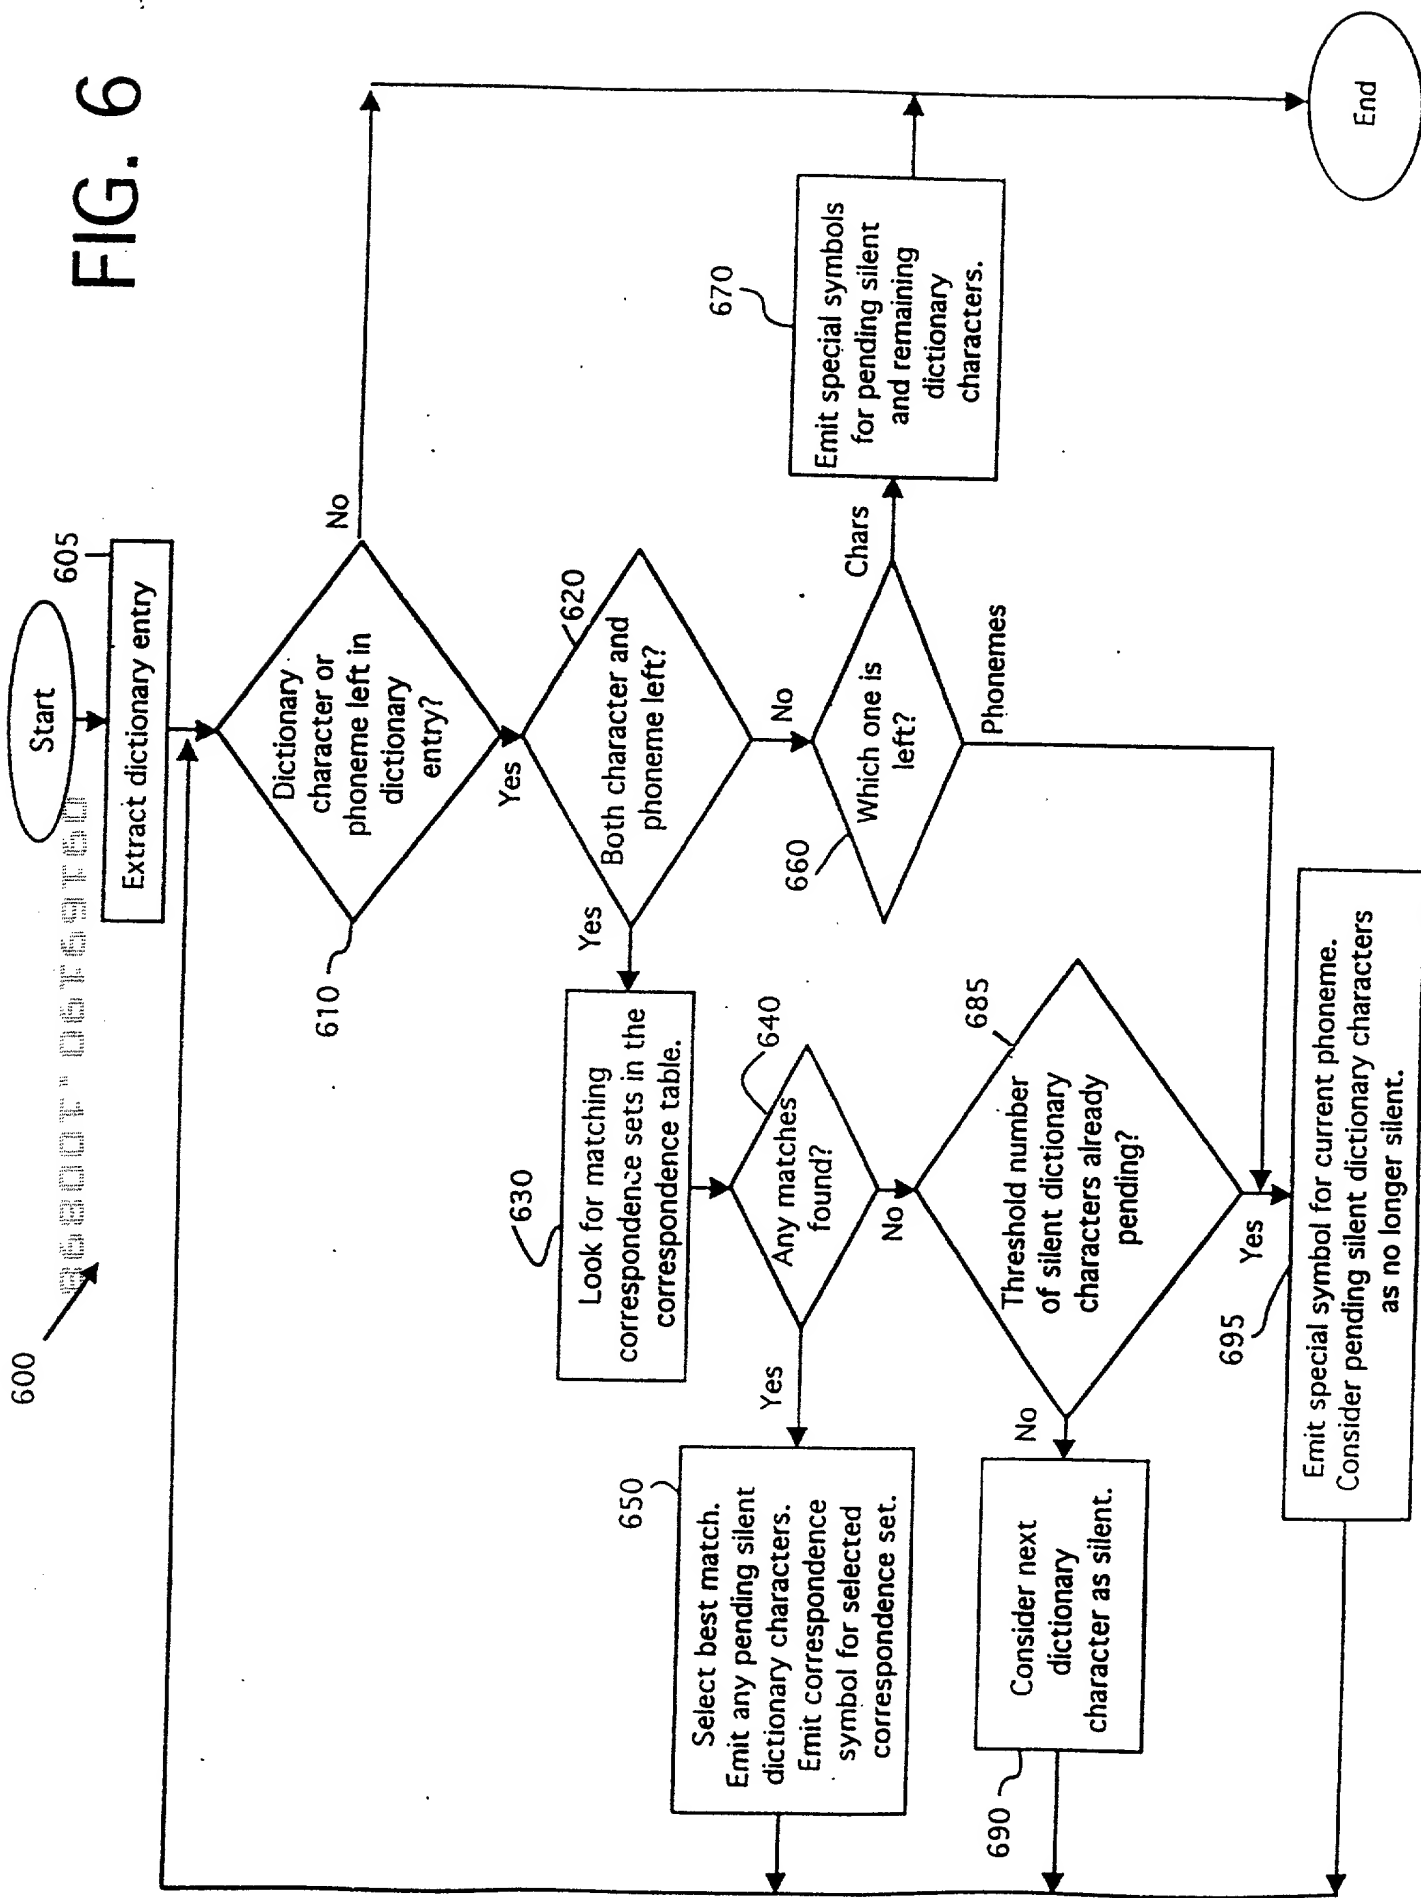 FIG. 6
600
Start
605
Extract dictionary entry
610
Dictionary
character or
phoneme left in
dictionary
entry?
No
Yes
620
Both character and
phoneme left?
Yes
No
630
Look for matching
correspondence sets in the
correspondence table.
640
Any matches
found?
Yes
No
650
Select best match.
Emit any pending silent
dictionary characters.
Emit correspondence
symbol for selected
correspondence set.
660
Which one is
left?
Chars
Phonemes
670
Emit special symbols
for pending silent
and remaining
dictionary
characters.
685
Threshold number
of silent dictionary
characters already
pending?
No
Yes
690
Consider next
dictionary
character as silent.
695
Emit special symbol for current phoneme.
Consider pending silent dictionary characters
as no longer silent.
End